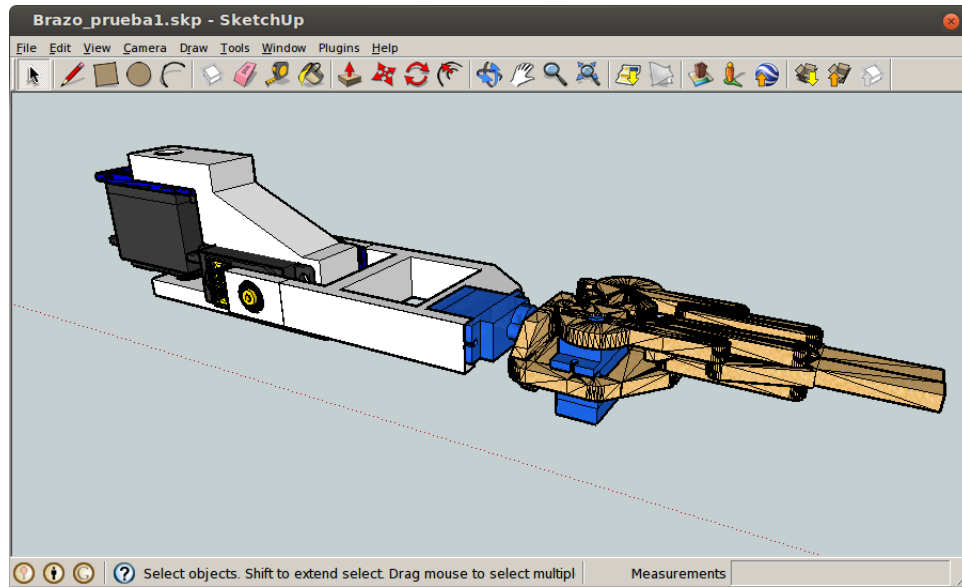 Brazo_prueba1.skp - SketchUp
File Edit View Camera Draw Tools Window Plugins Help
Select objects. Shift to extend select. Drag mouse to select multipl
Measurements